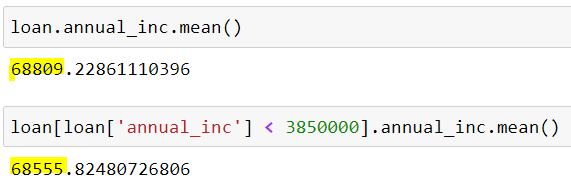 loan.annual_inc.mean()
68809.22861110396
loan[loan['annual_inc'] < 3850000].annual_inc.mean()
68555.82480726806